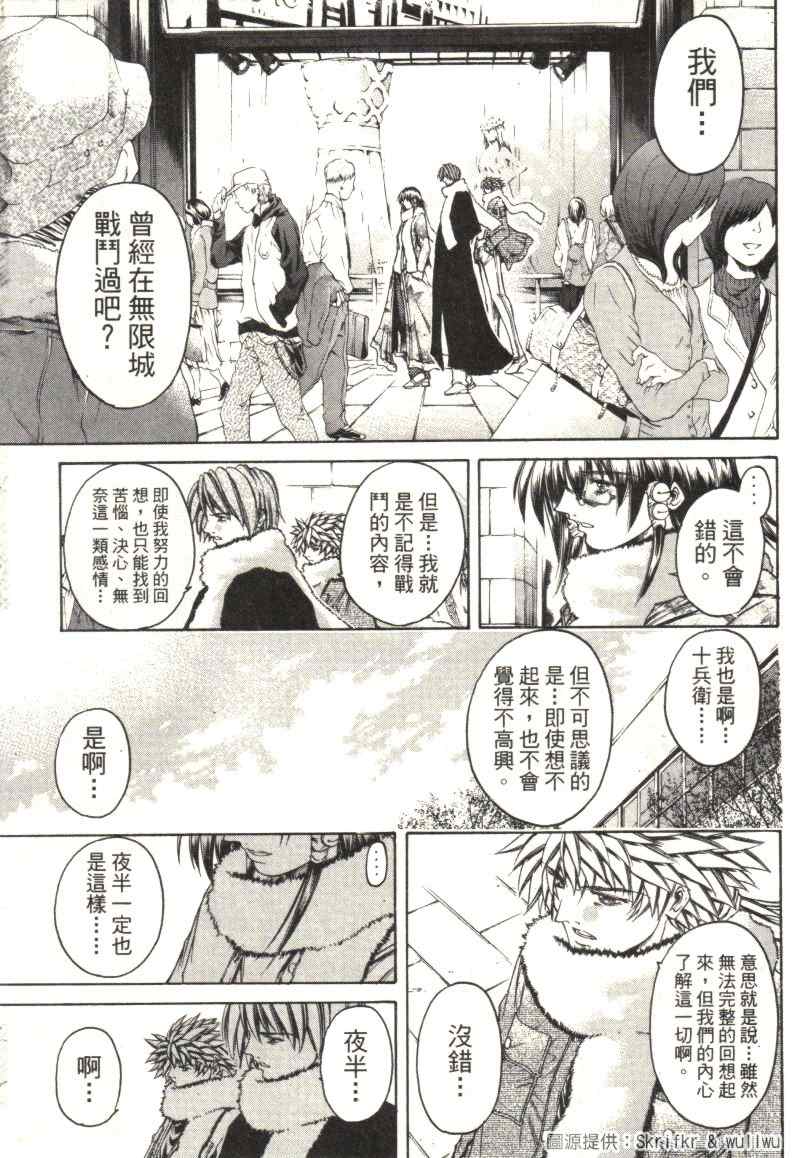 我們…
曾經在無限城
戰鬥過吧？
‥‥
這不會
錯的。
但是…我就
是不記得戰
鬥的內容，
即使我努力的回
想，也只能找到
苦惱、決心、無
奈這一類感情…
我也是啊…
十兵衛……
但不可思議的
是…即使想不
起來，也不會
覺得不高興。
是啊…
意思就是說…雖然
無法完整的回想起
來，但我們的內心
了解這一切啊。
沒錯…
‥‥
夜半一定也
是這樣……
夜半…
啊…
圖源提供：Skrifkr & wuliwu